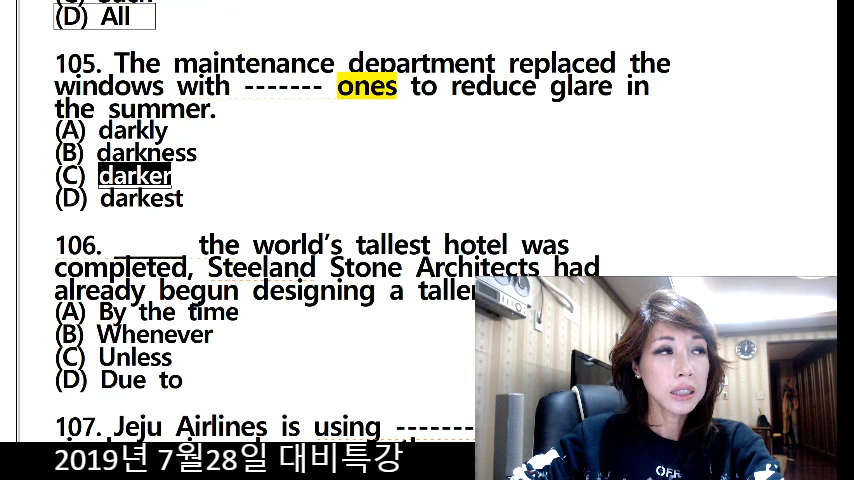 (D) All
105. The maintenance department replaced the
windows with ------- ones to reduce glare in
the summer.
(A) darkly
(B) darkness
(C) darker
(D) darkest
106. _____ the world's tallest hotel was
completed, Steeland Stone Architects had
already begun designing a taller
(A) By the time
(B) Whenever
(C) Unless
(D) Due to
107. Jeju Airlines is using -------
2019년 7월28일 대비특강
OFF